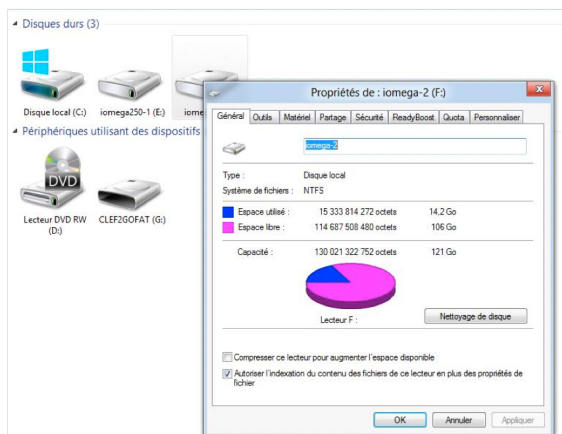 Disques durs (3)
Disque local (C:)
iomega250-1 (E:)
iome
Périphériques utilisant des dispositifs
DVD
Lecteur DVD RW
(D:)
CLEF2GOFAT (G:)
Propriétés de : iomega-2 (F:)
Général Outils Matériel Partage Sécurité ReadyBoost Quota Personnaliser
iomega-2
Type : Disque local
Système de fichiers : NTFS
Espace utilisé : 15 333 814 272 octets 14,2 Go
Espace libre : 114 687 508 480 octets 106 Go
Capacité : 130 021 322 752 octets 121 Go
Lecteur F :
Nettoyage de disque
Compresser ce lecteur pour augmenter l'espace disponible
Autoriser l'indexation du contenu des fichiers de ce lecteur en plus des propriétés de
fichier
OK Annuler Appliquer